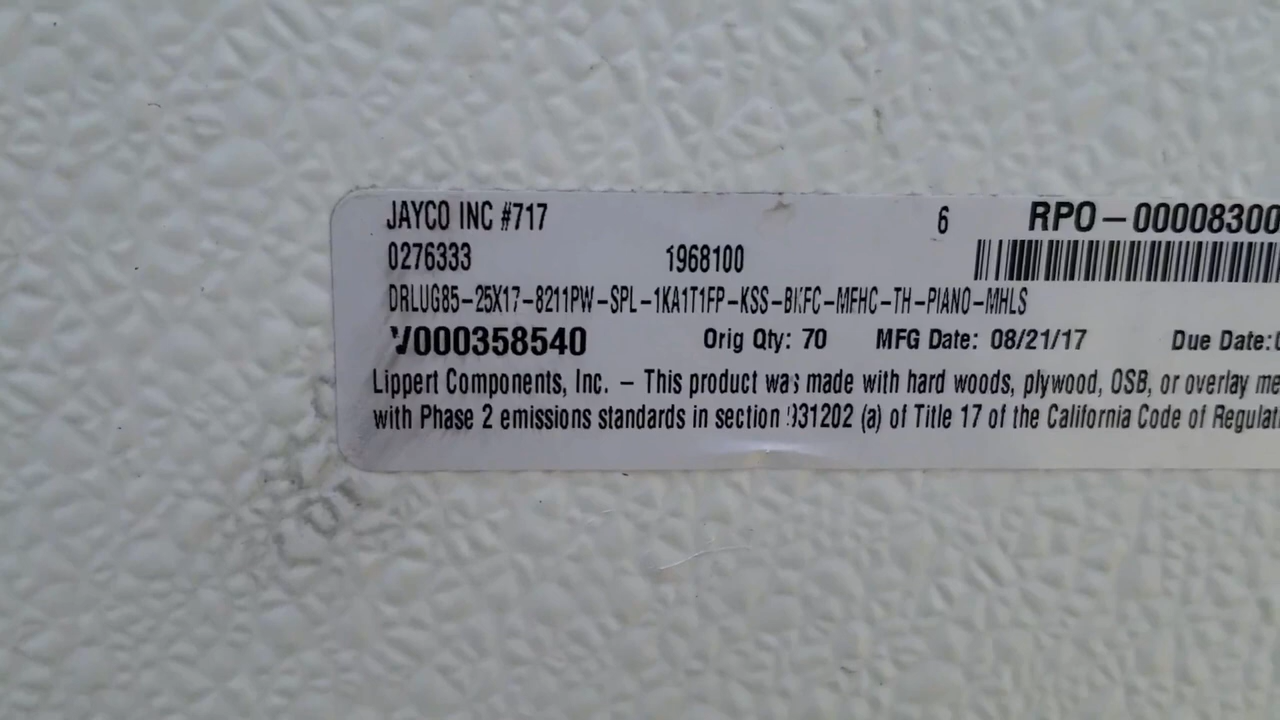 JAYCO INC #717 6 RPO-00008300
0276333 1968100
DRLUG85-25X17-8211PW-SPL-1KA1T1FP-KSS-BKFC-MFHC-TH-PIANO-MHLS
V000358540 Orig Qty: 70 MFG Date: 08/21/17 Due Date:
Lippert Components, Inc. - This product was made with hard woods, plywood, OSB, or overlay me
with Phase 2 emissions standards in section 931202 (a) of Title 17 of the California Code of Regulat